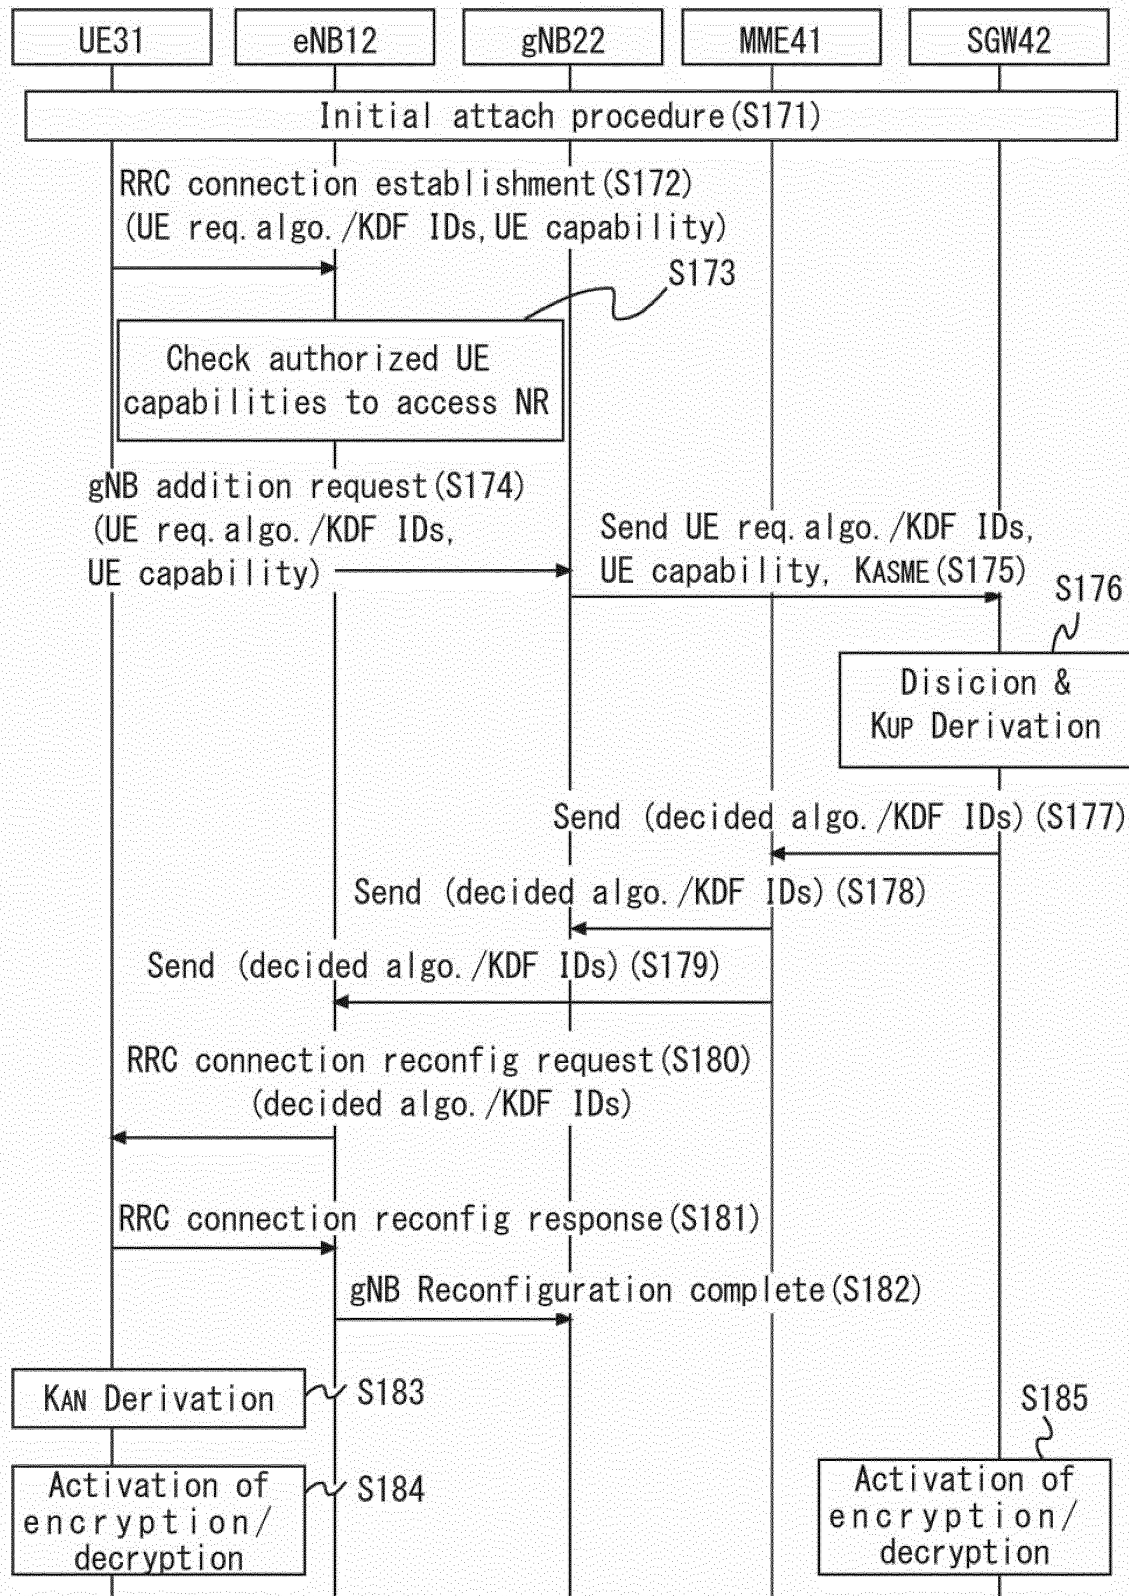 UE31 eNB12 gNB22 MME41 SGW42
Initial attach procedure(S171)
RRC connection establishment(S172)
(UE req.algo./KDF IDs,UE capability)
S173
Check authorized UE
capabilities to access NR
gNB addition request(S174)
(UE req.algo./KDF IDs,
UE capability)
Send UE req.algo./KDF IDs,
UE capability, KASME(S175)
S176
Disicion &
KUP Derivation
Send (decided algo./KDF IDs)(S177)
Send (decided algo./KDF IDs)(S178)
Send (decided algo./KDF IDs)(S179)
RRC connection reconfig request(S180)
(decided algo./KDF IDs)
RRC connection reconfig response(S181)
gNB Reconfiguration complete(S182)
KAN Derivation
S183
S185
Activation of
encryption/
decryption
S184
Activation of
encryption/
decryption